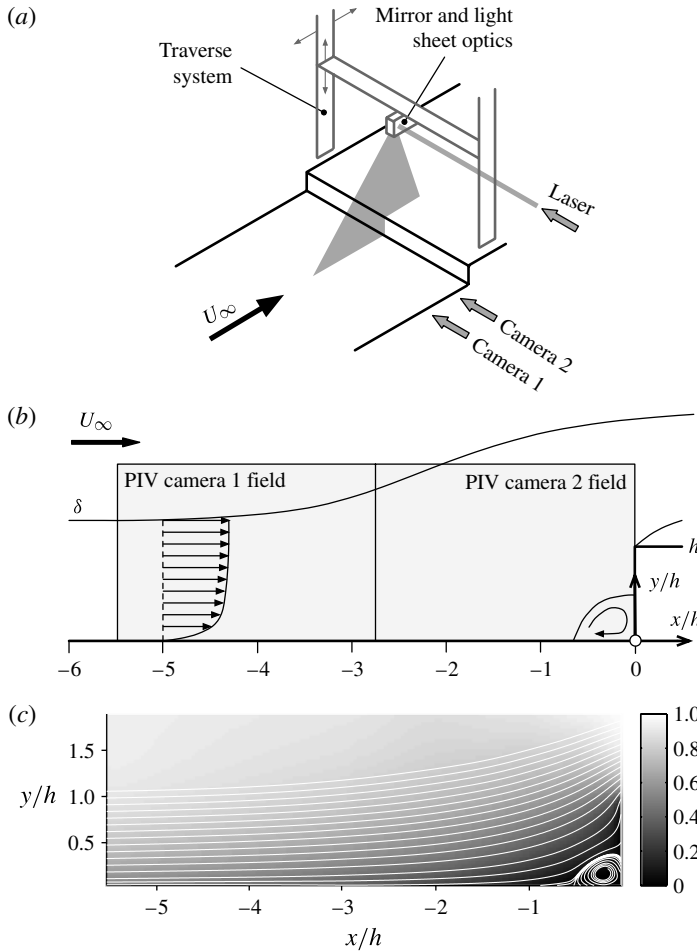 (a)
Traverse
system
Mirror and light
sheet optics
Laser
U∞
Camera 2
Camera 1
(b)
U∞
PIV camera 1 field
PIV camera 2 field
δ
h
y/h
x/h
−6
−5
−4
−3
−2
−1
0
(c)
y/h
1.5
1.0
0.5
−5
−4
−3
−2
−1
x/h
1.0
0.8
0.6
0.4
0.2
0